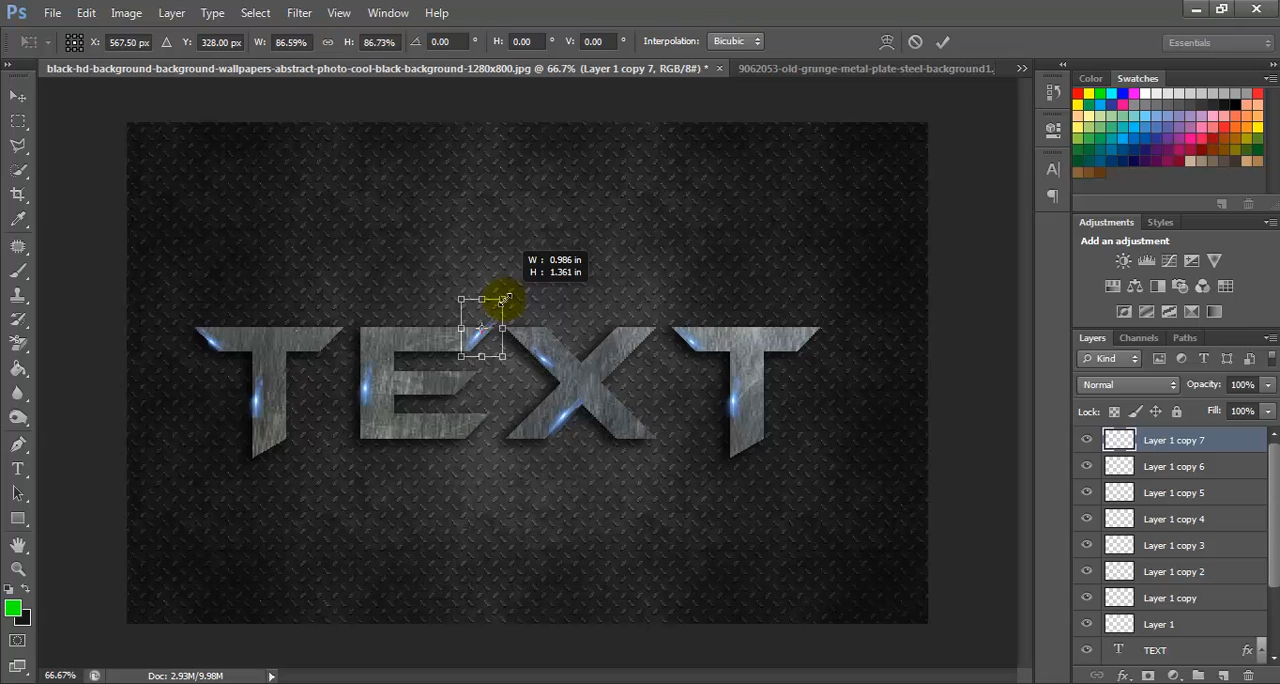 Ps File Edit Image Layer Type Select Filter View Window Help
X: 567.50 px Y: 328.00 px W: 86.59% H: 86.73% 0.00 ° H: 0.00 ° V: 0.00 ° Interpolation: Bicubic Essentials
black-hd-background-background-wallpapers-abstract-photo-cool-black-background-1280x800.jpg @ 66.7% (Layer 1 copy 7, RGB/8#) * × 9062053-old-grunge-metal-plate-steel-background1.
Color Swatches
Adjustments Styles
Add an adjustment
W : 0.986 in
H : 1.361 in
TEXT
Layers Channels Paths
Kind
Normal Opacity: 100%
Lock: Fill: 100%
Layer 1 copy 7
Layer 1 copy 6
Layer 1 copy 5
Layer 1 copy 4
Layer 1 copy 3
Layer 1 copy 2
Layer 1 copy
Layer 1
T TEXT fx
66.67% Doc: 2.93M/9.98M